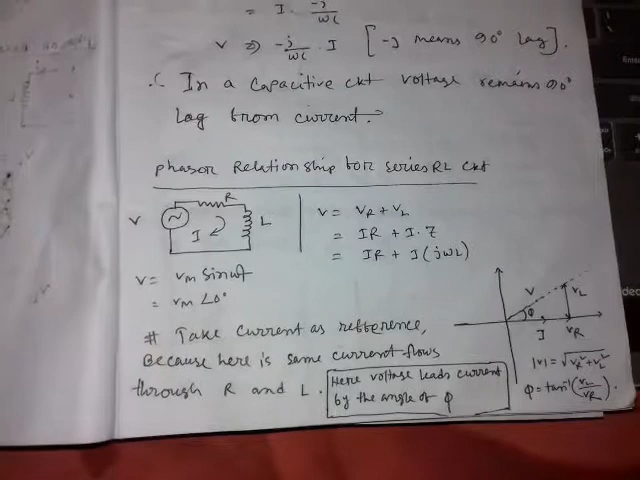 = I . -j/ωC
V ⇒ -j/ωC . I [-J means 90° Lag].
∴ In a capacitive ckt voltage remains 90°
Lag from current.
Phasor Relationship for series RL ckt
R
V
I
L
V = VR + VL
= IR + I.Z
= IR + I(jωL)
V = Vm Sinωt
= Vm ∠0°
# Take current as refference,
Because here is same current flows
through R and L.
Here voltage leads current
by the angle of φ
V
VL
φ
I
VR
|V| = √VR²+VL²
φ = tan⁻¹(VL/VR).
Enter